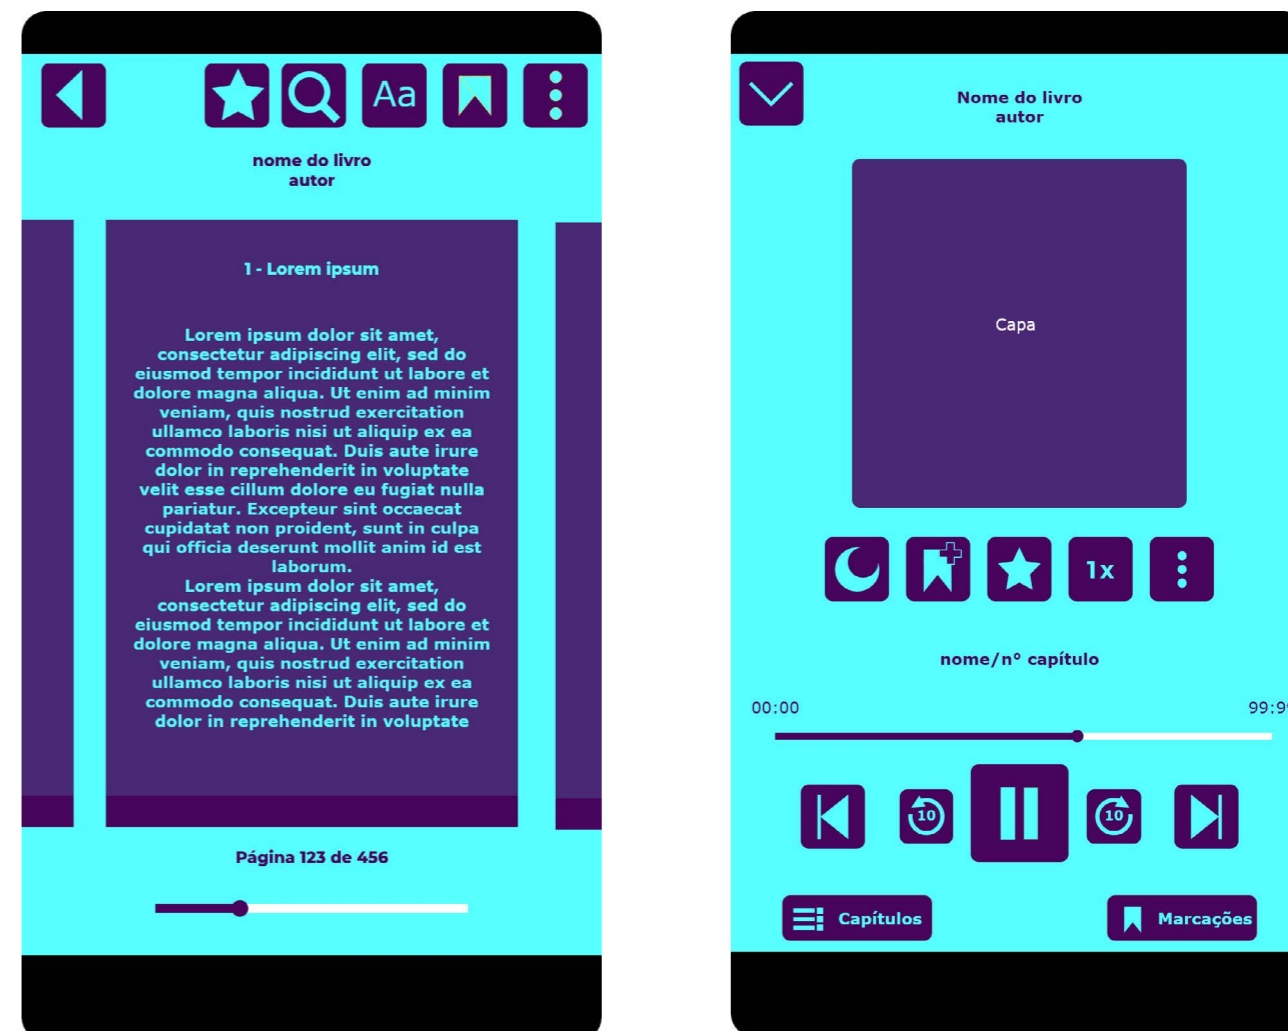 Aa
nome do livro
autor
1 - Lorem ipsum
Lorem ipsum dolor sit amet,
consectetur adipiscing elit, sed do
eiusmod tempor incididunt ut labore et
dolore magna aliqua. Ut enim ad minim
veniam, quis nostrud exercitation
ullamco laboris nisi ut aliquip ex ea
commodo consequat. Duis aute irure
dolor in reprehenderit in voluptate
velit esse cillum dolore eu fugiat nulla
pariatur. Excepteur sint occaecat
cupidatat non proident, sunt in culpa
qui officia deserunt mollit anim id est
laborum.
Lorem ipsum dolor sit amet,
consectetur adipiscing elit, sed do
eiusmod tempor incididunt ut labore et
dolore magna aliqua. Ut enim ad minim
veniam, quis nostrud exercitation
ullamco laboris nisi ut aliquip ex ea
commodo consequat. Duis aute irure
dolor in reprehenderit in voluptate
Página 123 de 456
Nome do livro
autor
Capa
1x
nome/n° capítulo
00:00
10
10
Capítulos
Marcações